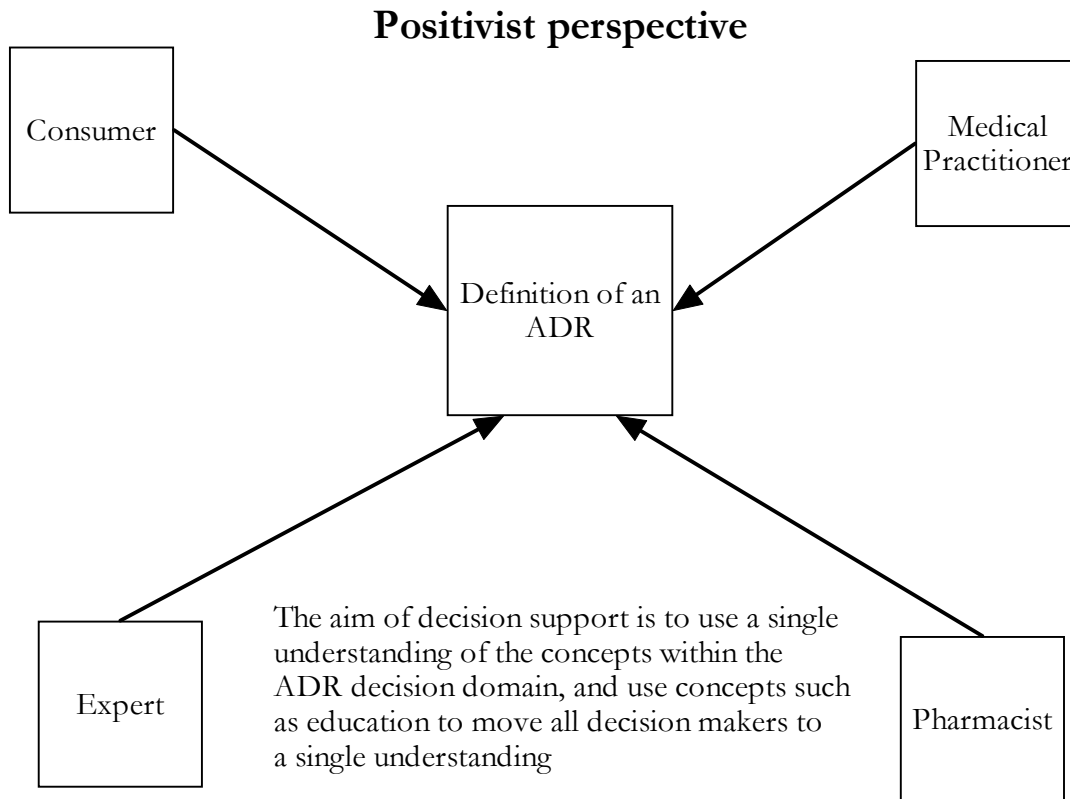 Positivist perspective
Consumer
Medical
Practitioner
Definition of an
ADR
The aim of decision support is to use a single
understanding of the concepts within the
ADR decision domain, and use concepts such
as education to move all decision makers to
a single understanding
Expert
Pharmacist